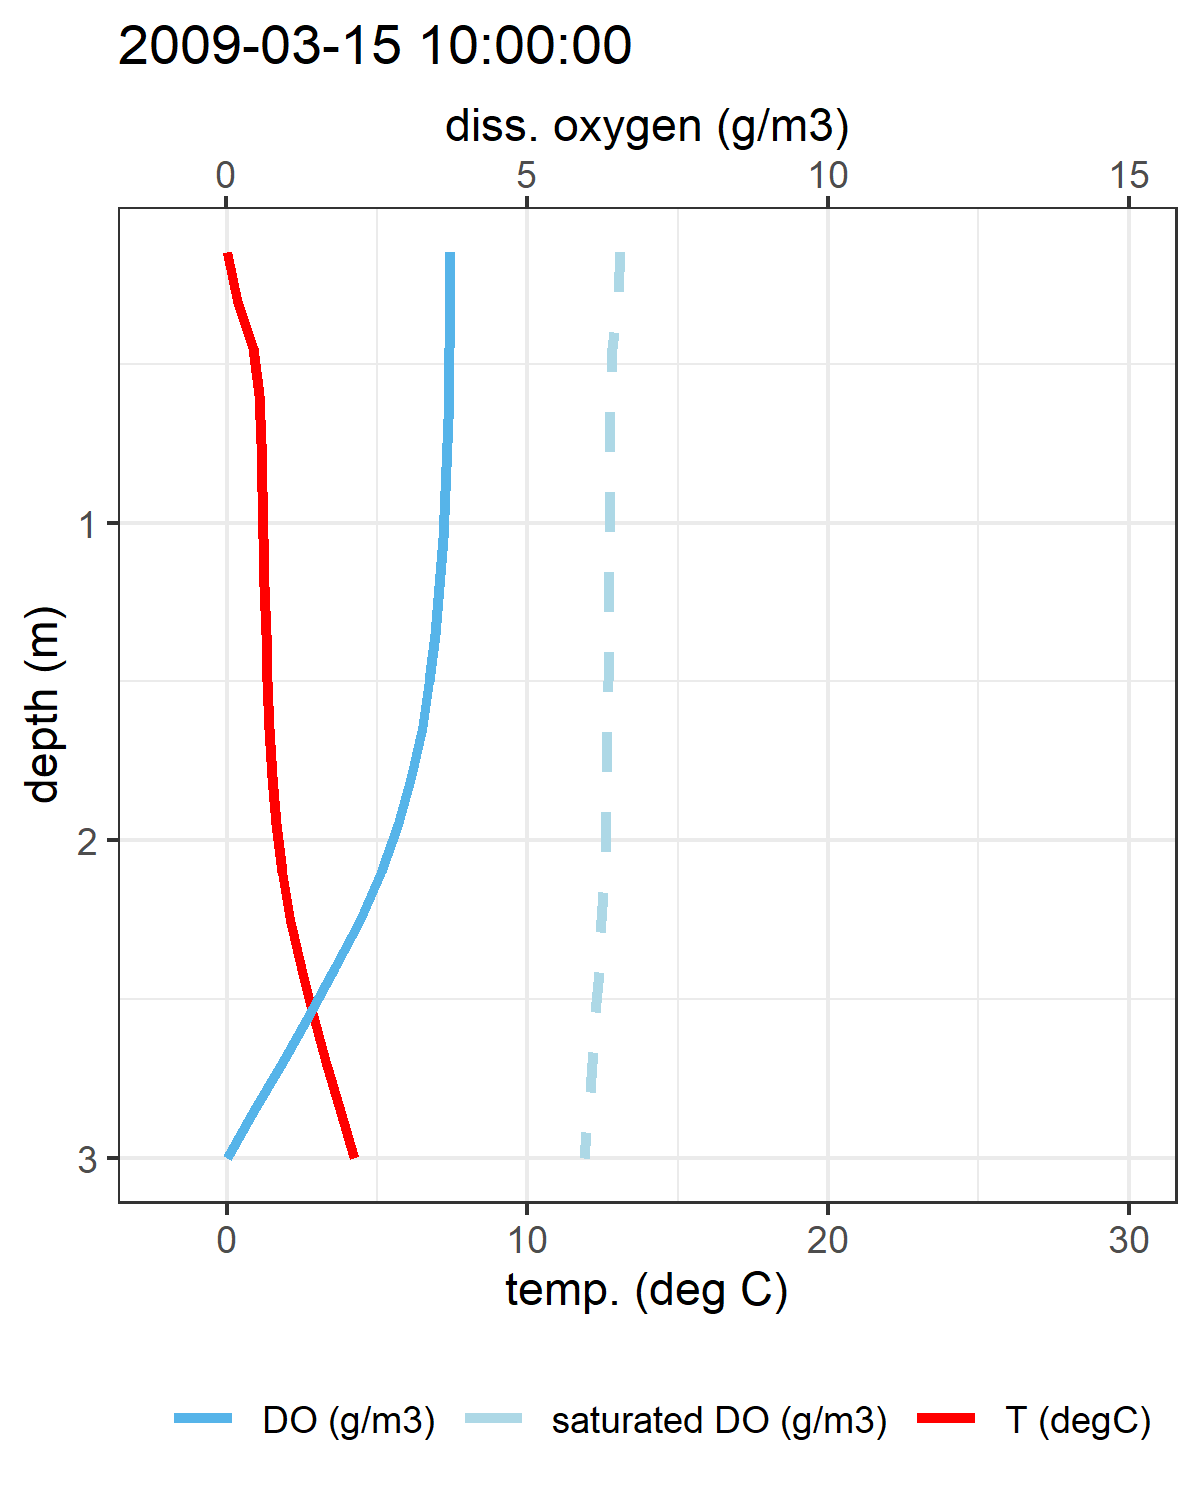 2009-03-15 10:00:00
diss. oxygen (g/m3)
0 5 10 15
depth (m)
1
2
3
0 10 20 30
temp. (deg C)
DO (g/m3) saturated DO (g/m3) T (degC)